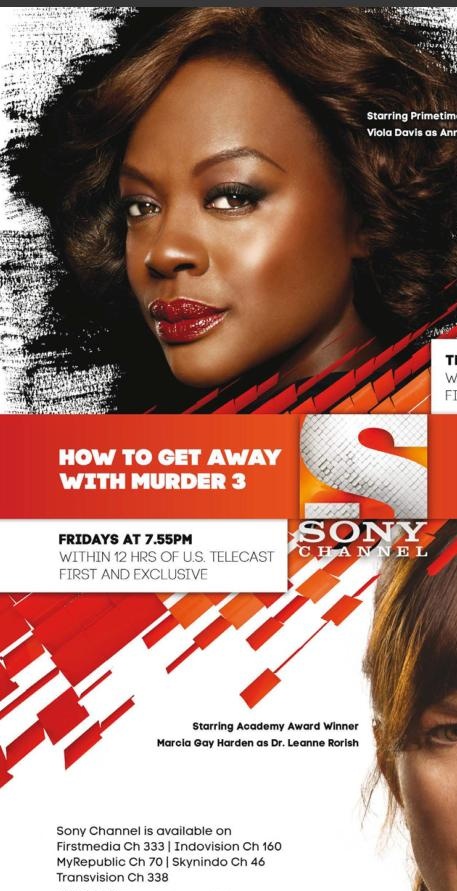 Starring Primetim
Viola Davis as Ann
HOW TO GET AWAY
WITH MURDER 3
S
SONY
CHANNEL
FRIDAYS AT 7.55PM
WITHIN 12 HRS OF U.S. TELECAST
FIRST AND EXCLUSIVE
Starring Academy Award Winner
Marcia Gay Harden as Dr. Leanne Rorish
Sony Channel is available on
Firstmedia Ch 333 | Indovision Ch 160
MyRepublic Ch 70 | Skynindo Ch 46
Transvision Ch 338